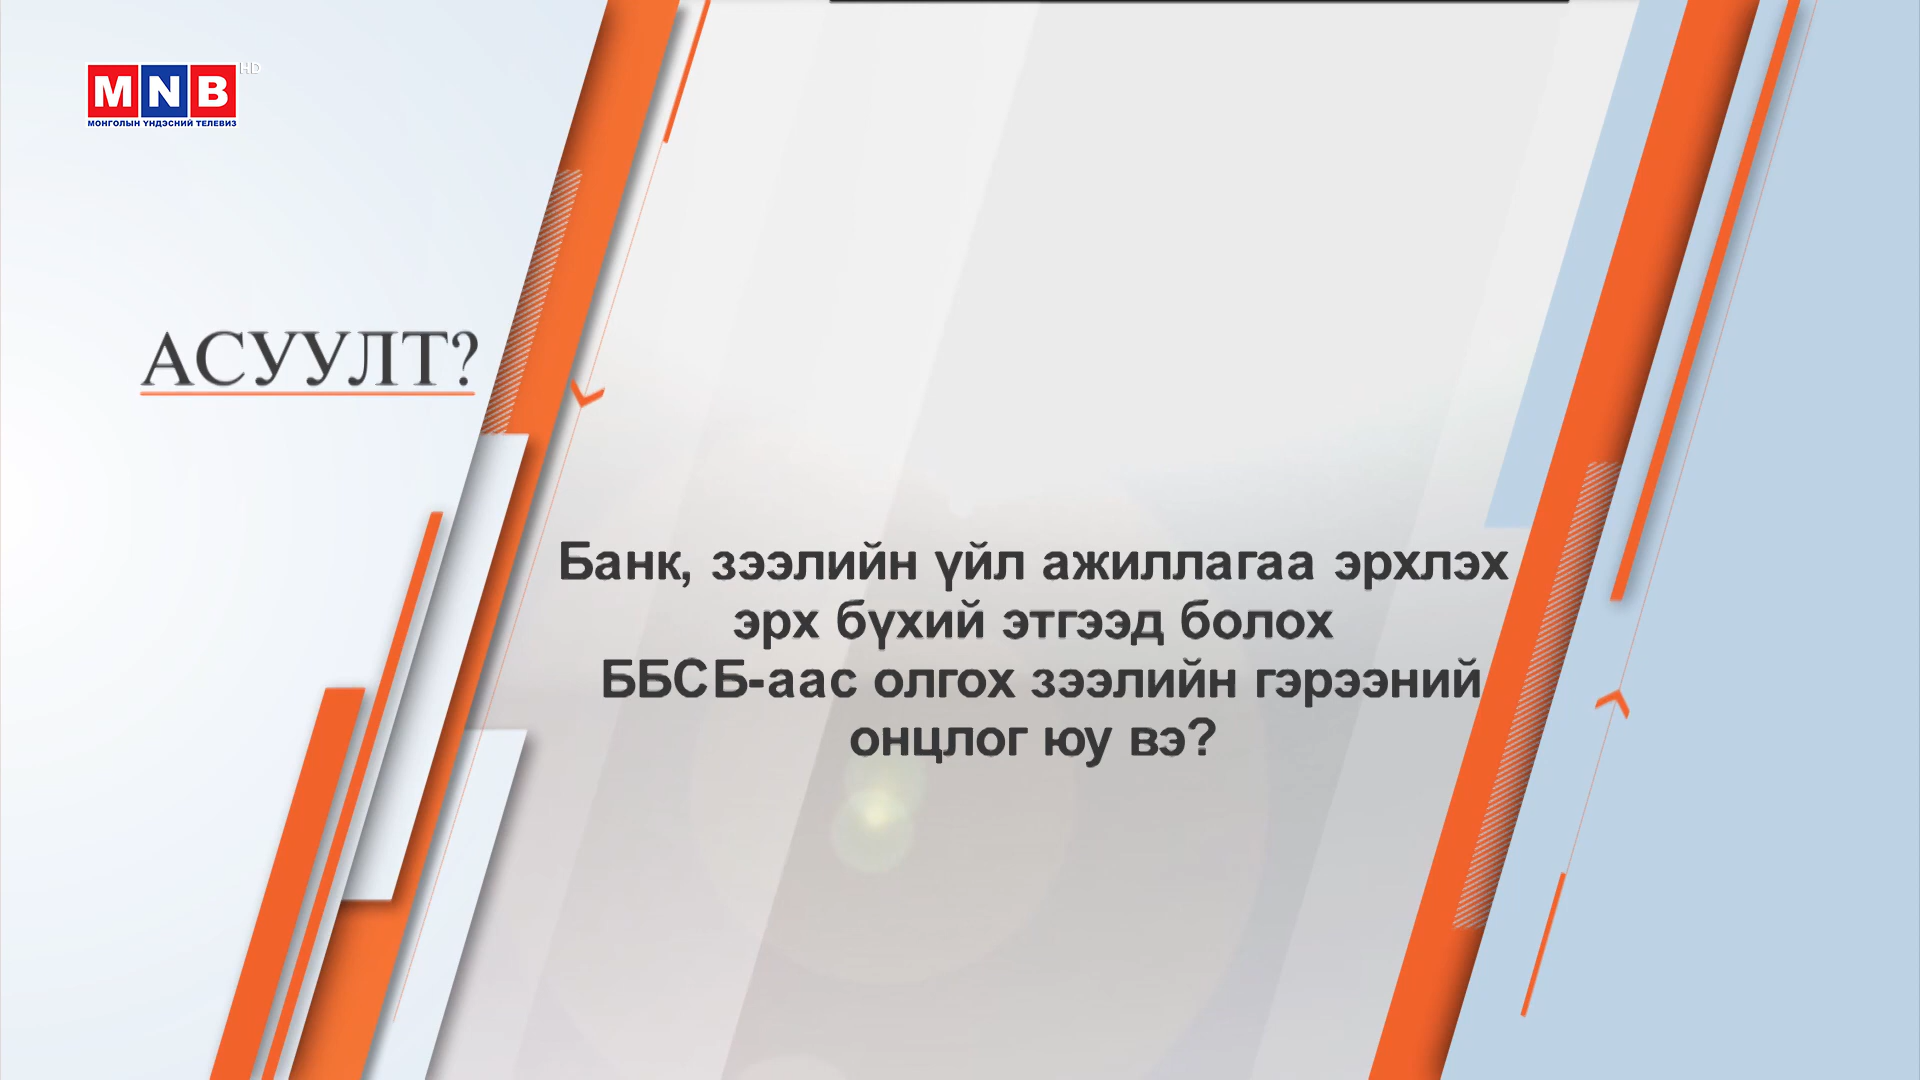 MNB HD
МОНГОЛЫН ҮНДЭСНИЙ ТЕЛЕВИЗ
АСУУЛТ?
Банк, зээлийн үйл ажиллагаа эрхлэх
эрх бүхий этгээд болох
ББСБ-аас олгох зээлийн гэрээний
онцлог юу вэ?